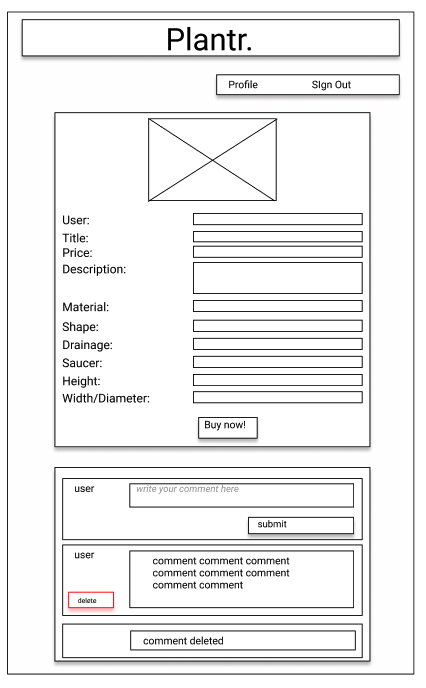 Plantr.
Profile SIgn Out
User:
Title:
Price:
Description:
Material:
Shape:
Drainage:
Saucer:
Height:
Width/Diameter:
Buy now!
user write your comment here
submit
user
comment comment comment
comment comment comment
comment comment
delete
comment deleted